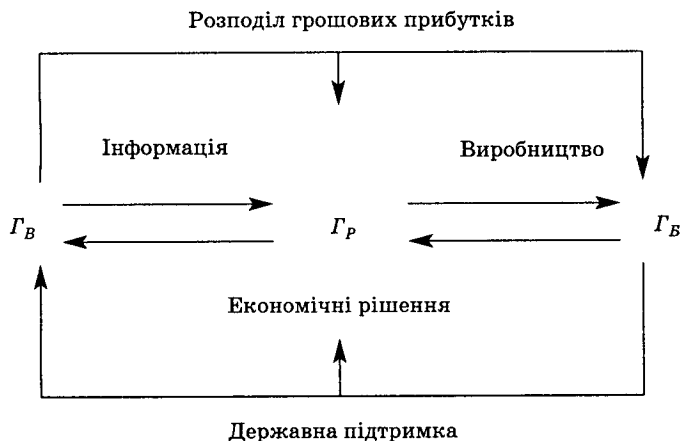 Розподіл грошових прибутків
Інформація
Виробництво
Г_В
Г_Р
Г_Б
Економічні рішення
Державна підтримка